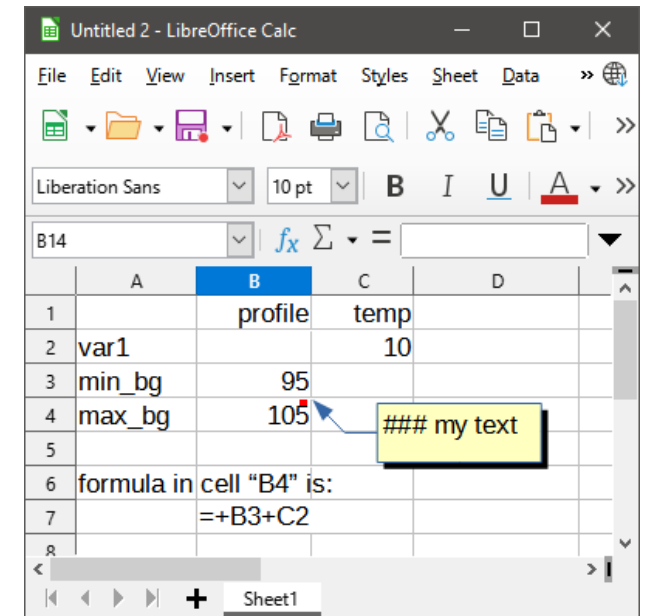 Untitled 2 - LibreOffice Calc
File Edit View Insert Format Styles Sheet Data »
Liberation Sans 10 pt B I U A »
B14 fx Σ =
A B C D
1 profile temp
2 var1 10
3 min_bg 95
4 max_bg 105 ### my text
5
6 formula in cell “B4” is:
7 =+B3+C2
8
Sheet1